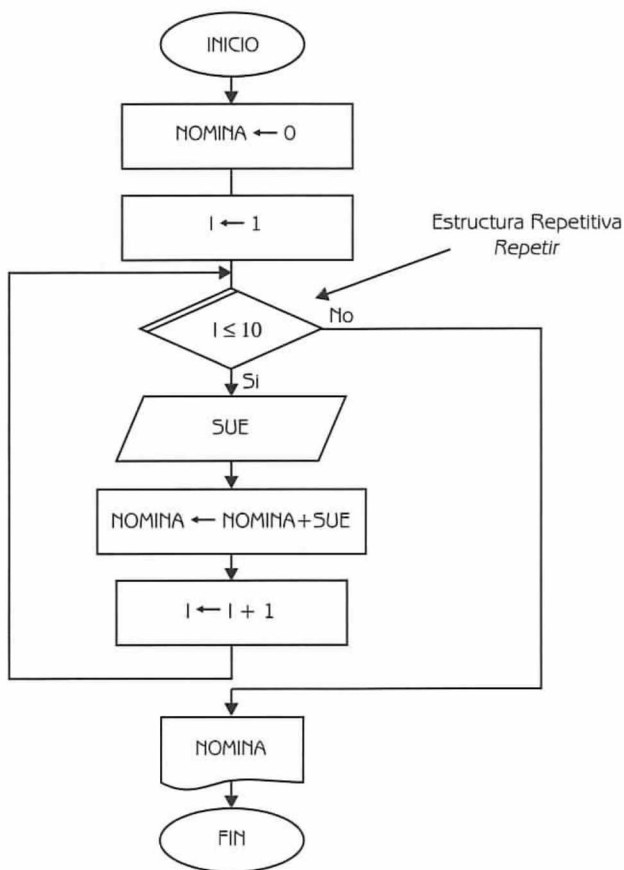 INICIO
NOMINA ← 0
I ← 1
Estructura Repetitiva
Repetir
I ≤ 10
No
Si
SUE
NOMINA ← NOMINA+SUE
I ← I + 1
NOMINA
FIN